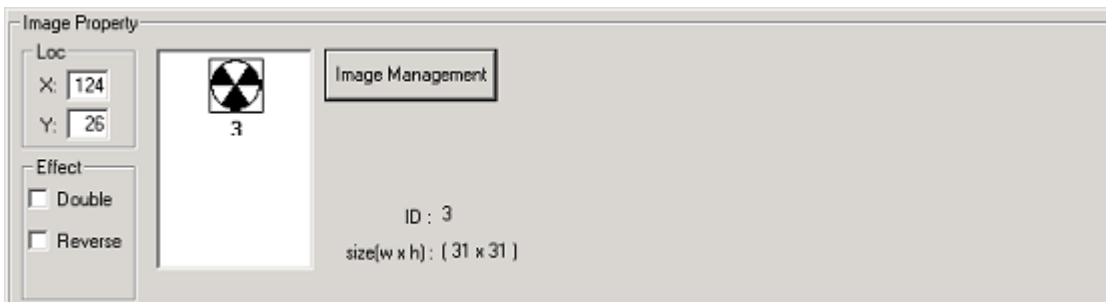 Image Property
Loc
X: 124
Y: 26
Effect
Double
Reverse
3
Image Management
ID : 3
size(w x h) : ( 31 x 31 )